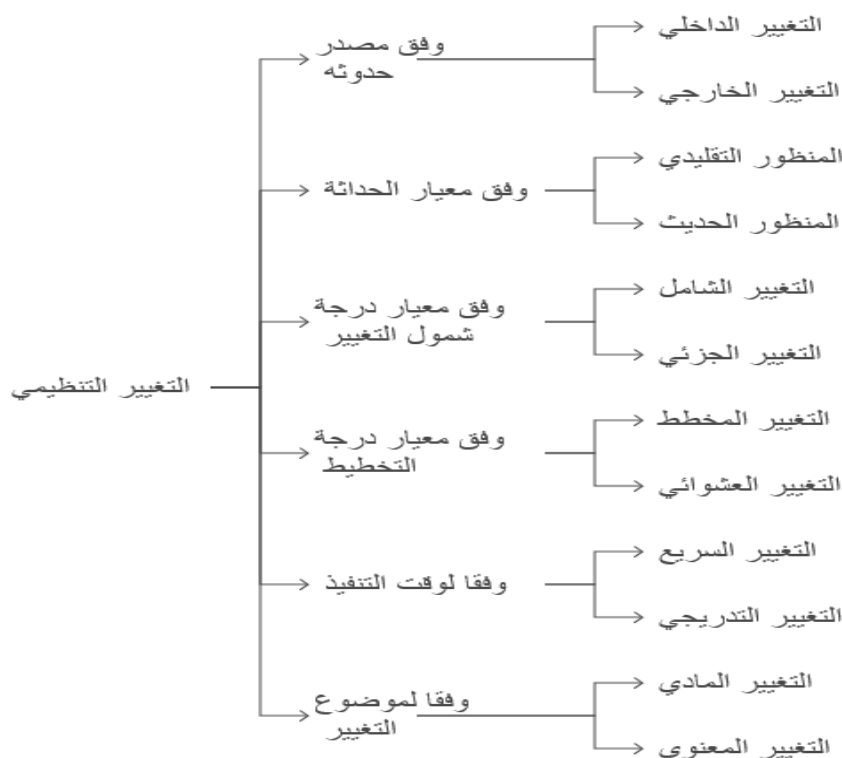 التغيير التنظيمي
وفق مصدر
حدوثه
التغيير الداخلي
التغيير الخارجي
وفق معيار الحداثة
المنظور التقليدي
المنظور الحديث
وفق معيار درجة
شمول التغيير
التغيير الشامل
التغيير الجزئي
وفق معيار درجة
التخطيط
التغيير المخطط
التغيير العشوائي
وفقا لوقت التنفيذ
التغيير السريع
التغيير التدريجي
وفقا لموضوع
التغيير
التغيير المادي
التغيير المعنوي